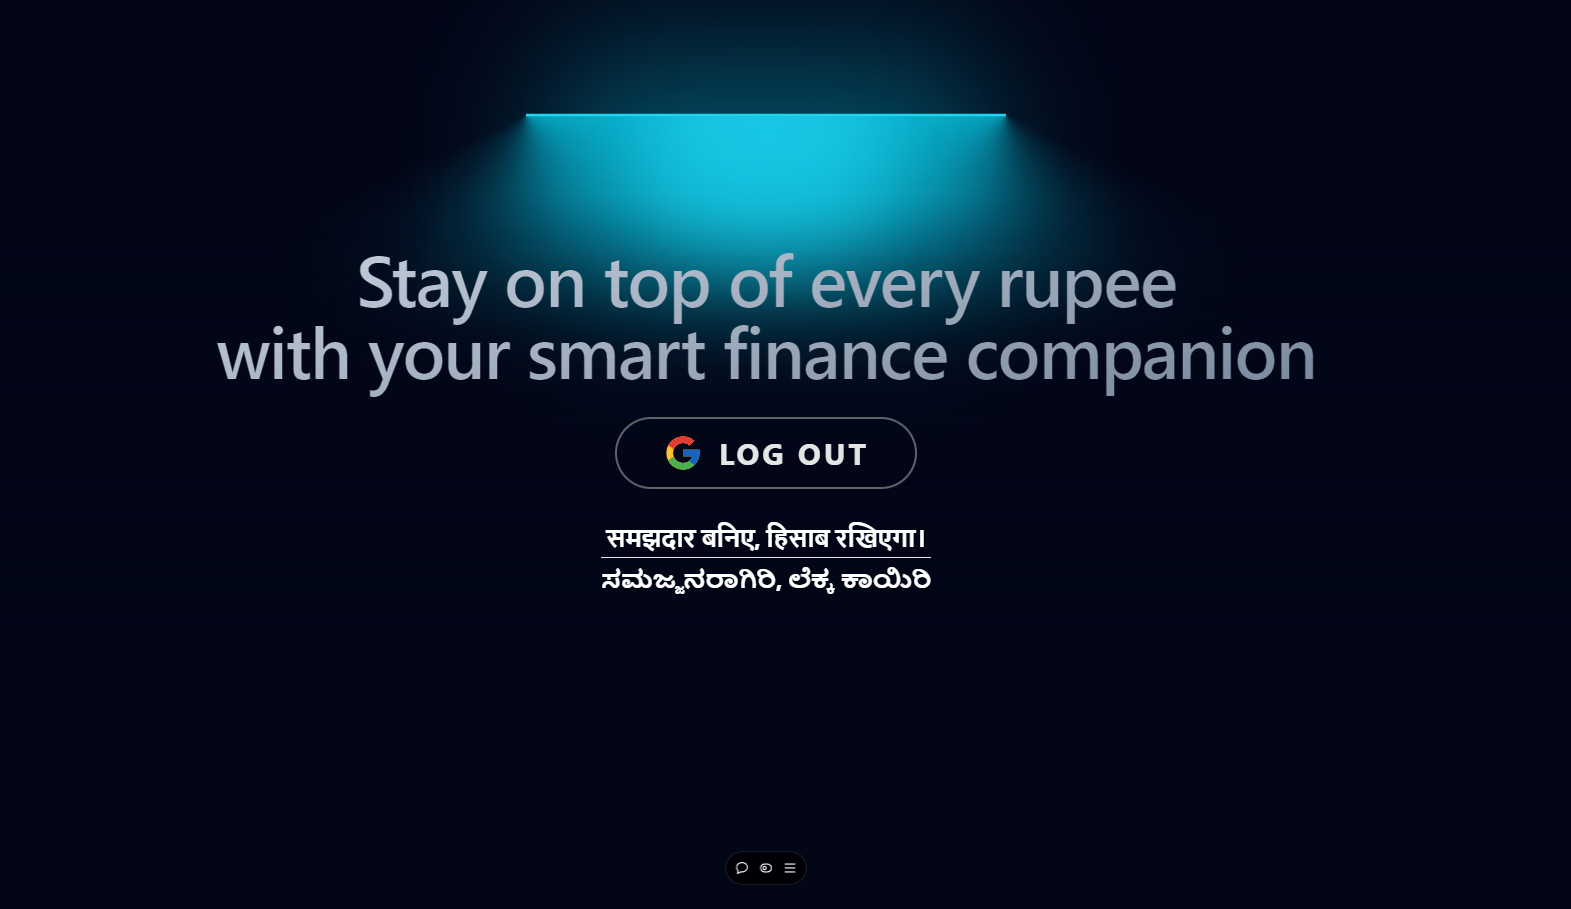 Stay on top of every rupee
with your smart finance companion
LOG OUT
समझदार बनिए, हिसाब रखिएगा।
ಸಮಜ್ಜನರಾಗಿರಿ, ಲೆಕ್ಕ ಕಾಯಿರಿ